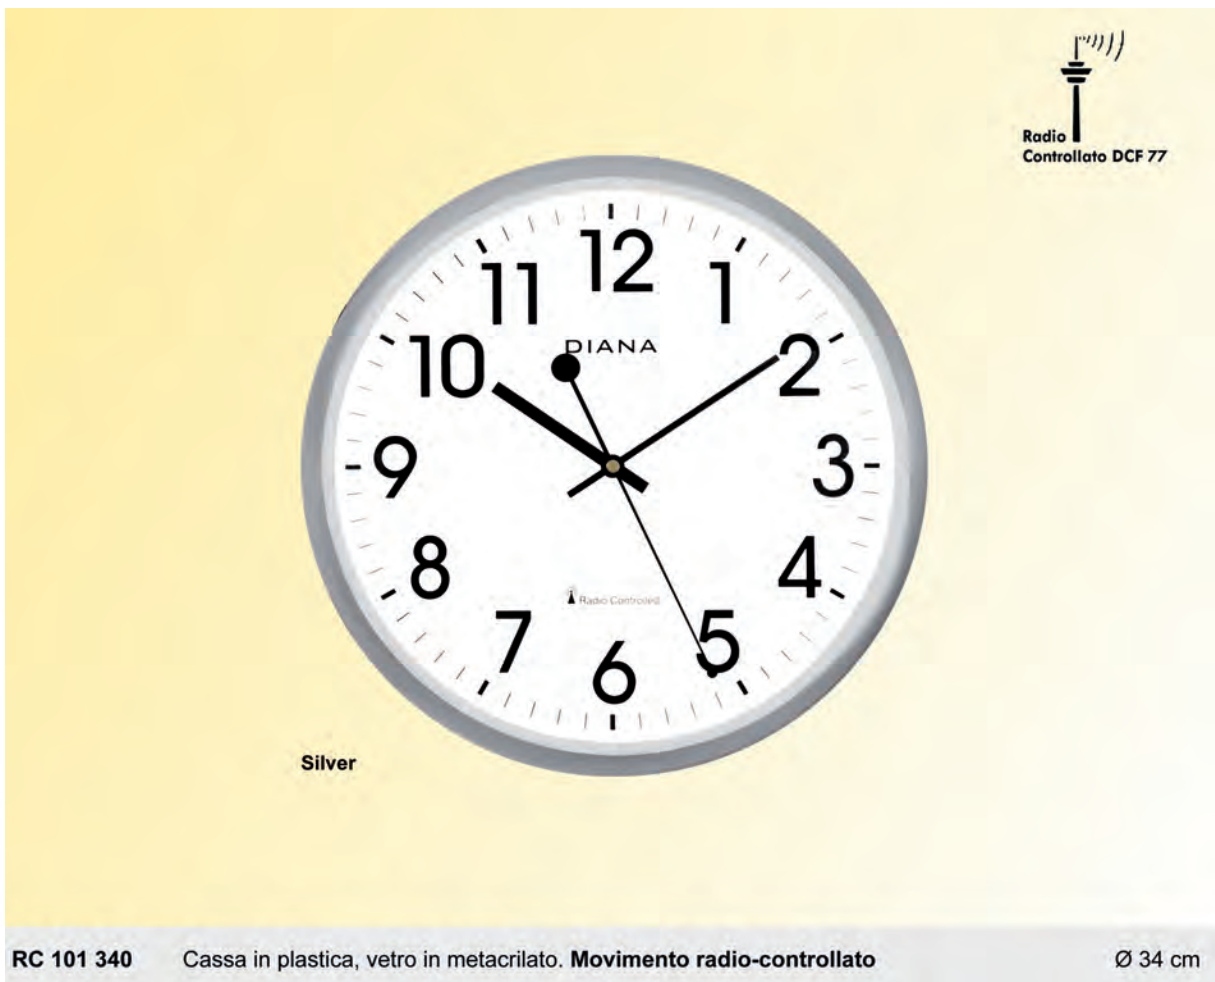 Radio
Controllato DCF 77
12
11
1
DIANA
10
2
9
3
8
4
Radio Controlled
7
5
6
Silver
RC 101 340 Cassa in plastica, vetro in metacrilato. Movimento radio-controllato Ø 34 cm